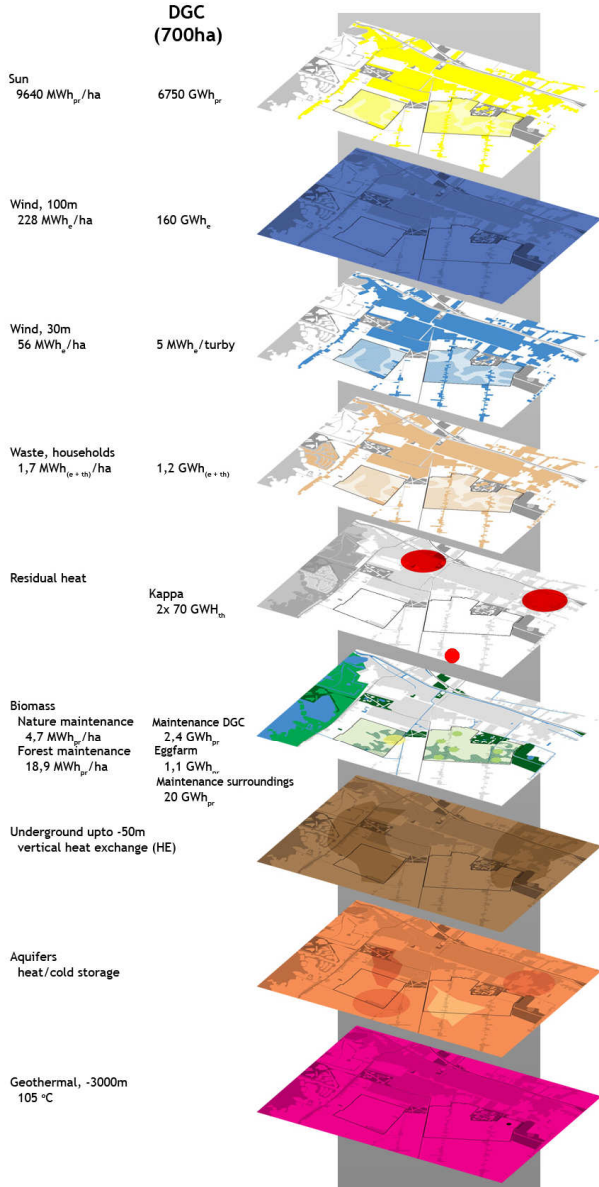 DGC
(700ha)
Sun
9640 MWhpr/ha 6750 GWhpr
Wind, 100m
228 MWhe/ha 160 GWhe
Wind, 30m
56 MWhe/ha 5 MWhe/turby
Waste, households
1,7 MWh(e + th)/ha 1,2 GWh(e + th)
Residual heat
Kappa
2x 70 GWHth
Biomass
Nature maintenance Maintenance DGC
4,7 MWhpr/ha 2,4 GWhpr
Forest maintenance Eggfarm
18,9 MWhpr/ha 1,1 GWh
Maintenance surroundings
20 GWhpr
Underground upto -50m
vertical heat exchange (HE)
Aquifers
heat/cold storage
Geothermal, -3000m
105 °C